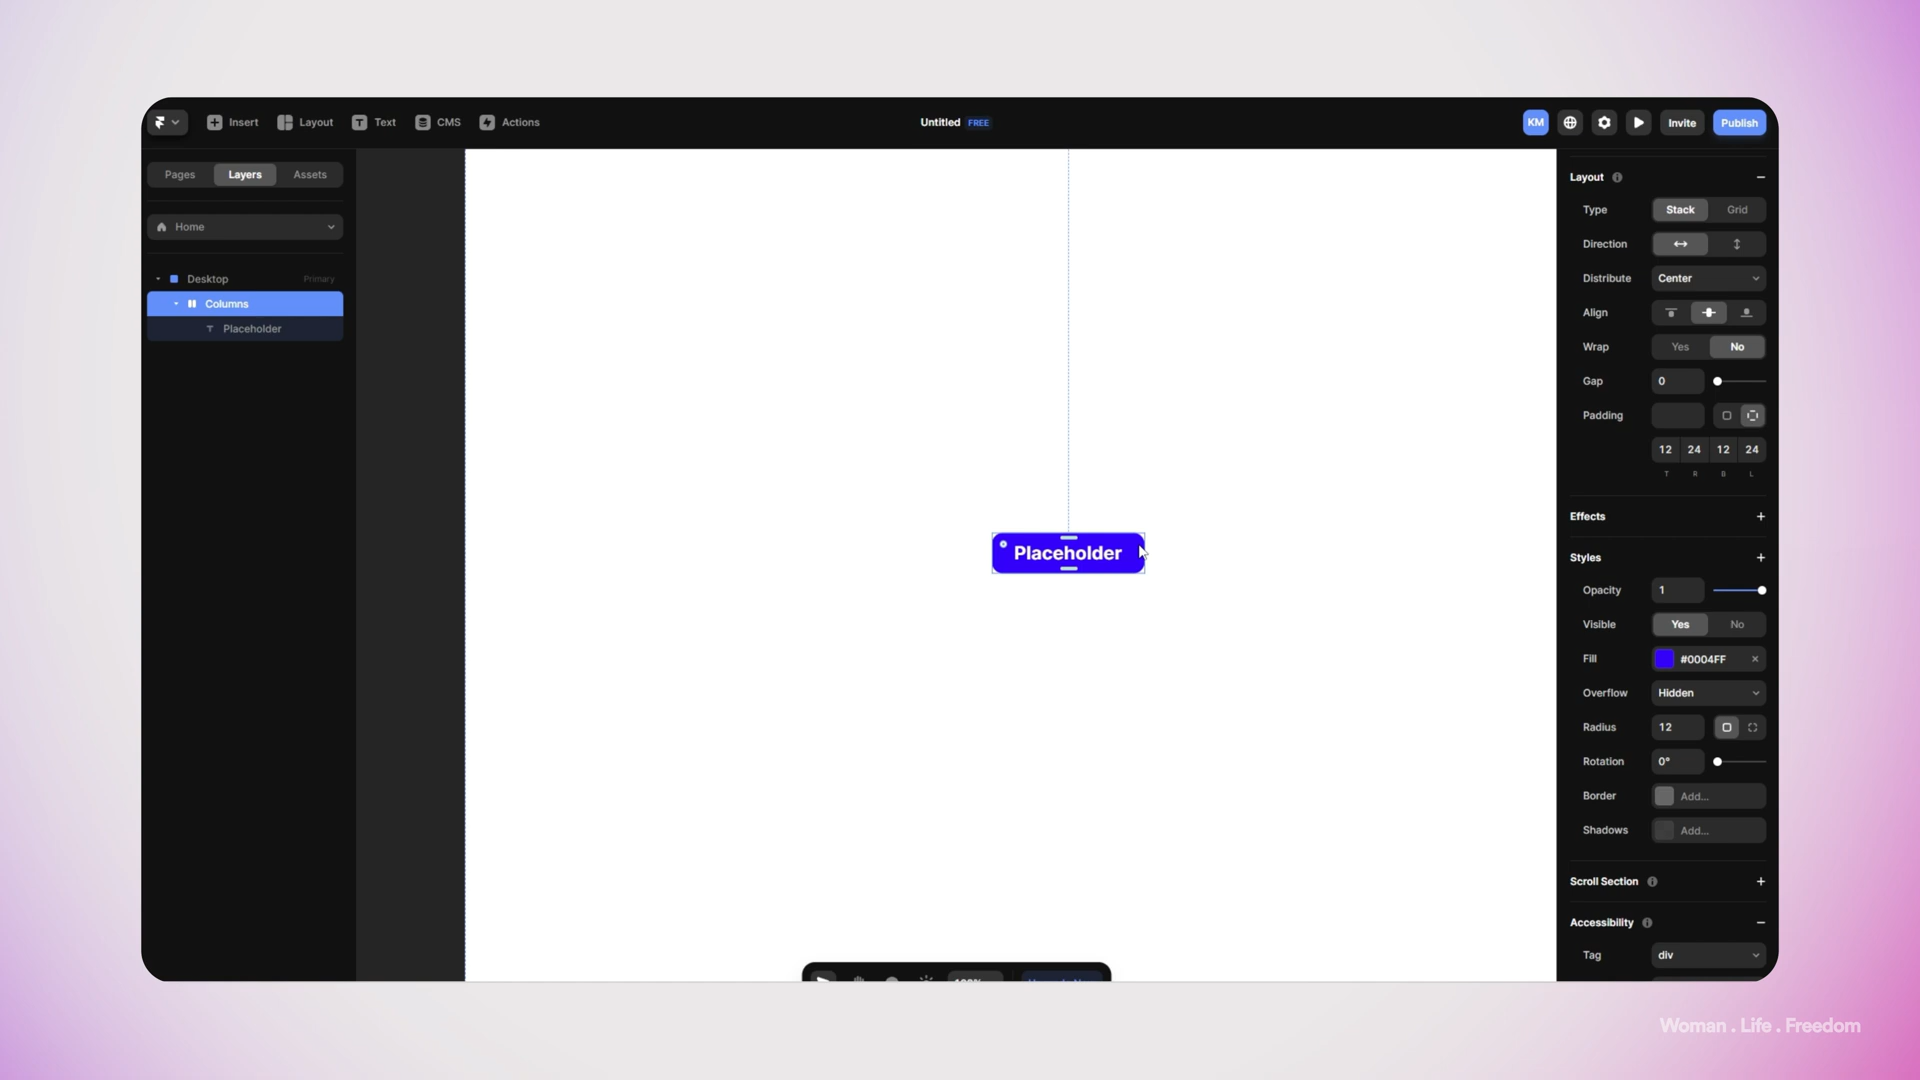 Insert Layout Text CMS Actions
Untitled FREE
KM Invite Publish
Pages Layers Assets
Home
Desktop Primary
Columns
Placeholder
Placeholder
Layout
Type Stack Grid
Direction
Distribute Center
Align
Wrap Yes No
Gap 0
Padding
12 24 12 24
T R B L
Effects
Styles
Opacity 1
Visible Yes No
Fill #0004FF
Overflow Hidden
Radius 12
Rotation 0°
Border Add...
Shadows Add...
Scroll Section
Accessibility
Tag div
Woman . Life . Freedom